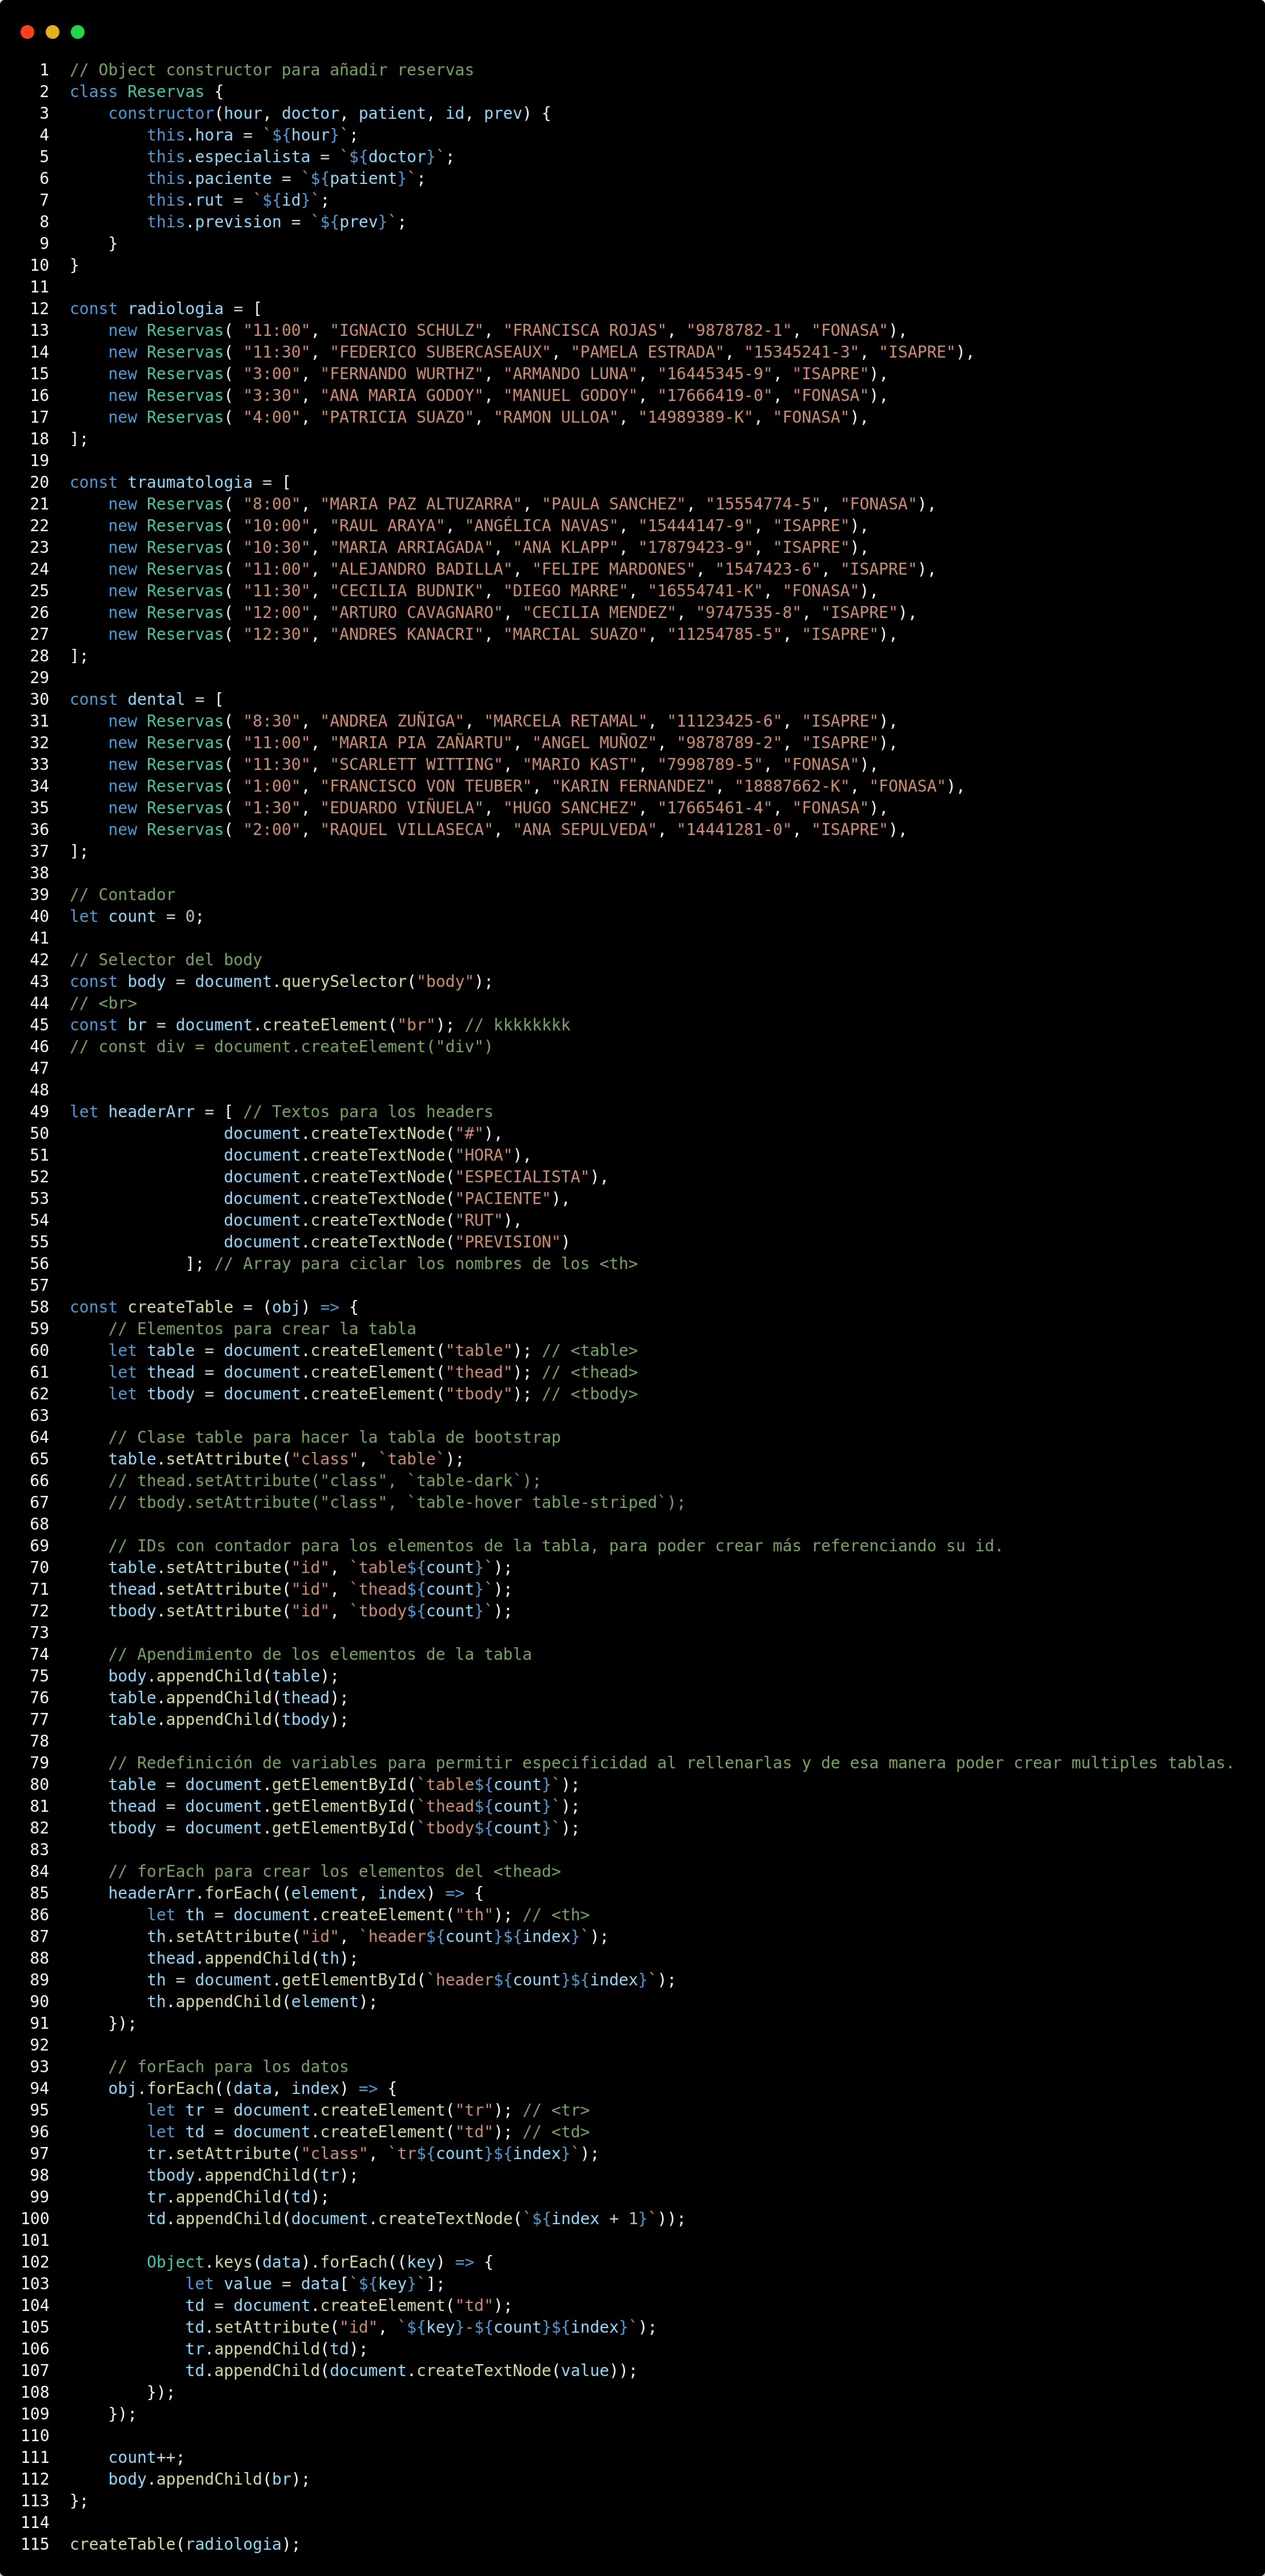 1 // Object constructor para añadir reservas
2 class Reservas {
3     constructor(hour, doctor, patient, id, prev) {
4         this.hora = `${hour}`;
5         this.especialista = `${doctor}`;
6         this.paciente = `${patient}`;
7         this.rut = `${id}`;
8         this.prevision = `${prev}`;
9     }
10 }
11
12 const radiologia = [
13     new Reservas( "11:00", "IGNACIO SCHULZ", "FRANCISCA ROJAS", "9878782-1", "FONASA"),
14     new Reservas( "11:30", "FEDERICO SUBERCASEAUX", "PAMELA ESTRADA", "15345241-3", "ISAPRE"),
15     new Reservas( "3:00", "FERNANDO WURTHZ", "ARMANDO LUNA", "16445345-9", "ISAPRE"),
16     new Reservas( "3:30", "ANA MARIA GODOY", "MANUEL GODOY", "17666419-0", "FONASA"),
17     new Reservas( "4:00", "PATRICIA SUAZO", "RAMON ULLOA", "14989389-K", "FONASA"),
18 ];
19
20 const traumatologia = [
21     new Reservas( "8:00", "MARIA PAZ ALTUZARRA", "PAULA SANCHEZ", "15554774-5", "FONASA"),
22     new Reservas( "10:00", "RAUL ARAYA", "ANGÉLICA NAVAS", "15444147-9", "ISAPRE"),
23     new Reservas( "10:30", "MARIA ARRIAGADA", "ANA KLAPP", "17879423-9", "ISAPRE"),
24     new Reservas( "11:00", "ALEJANDRO BADILLA", "FELIPE MARDONES", "1547423-6", "ISAPRE"),
25     new Reservas( "11:30", "CECILIA BUDNIK", "DIEGO MARRE", "16554741-K", "FONASA"),
26     new Reservas( "12:00", "ARTURO CAVAGNARO", "CECILIA MENDEZ", "9747535-8", "ISAPRE"),
27     new Reservas( "12:30", "ANDRES KANACRI", "MARCIAL SUAZO", "11254785-5", "ISAPRE"),
28 ];
29
30 const dental = [
31     new Reservas( "8:30", "ANDREA ZUÑIGA", "MARCELA RETAMAL", "11123425-6", "ISAPRE"),
32     new Reservas( "11:00", "MARIA PIA ZAÑARTU", "ANGEL MUÑOZ", "9878789-2", "ISAPRE"),
33     new Reservas( "11:30", "SCARLETT WITTING", "MARIO KAST", "7998789-5", "FONASA"),
34     new Reservas( "1:00", "FRANCISCO VON TEUBER", "KARIN FERNANDEZ", "18887662-K", "FONASA"),
35     new Reservas( "1:30", "EDUARDO VIÑUELA", "HUGO SANCHEZ", "17665461-4", "FONASA"),
36     new Reservas( "2:00", "RAQUEL VILLASECA", "ANA SEPULVEDA", "14441281-0", "ISAPRE"),
37 ];
38
39 // Contador
40 let count = 0;
41
42 // Selector del body
43 const body = document.querySelector("body");
44 // <br>
45 const br = document.createElement("br"); // kkkkkkkk
46 // const div = document.createElement("div")
47
48
49 let headerArr = [ // Textos para los headers
50                 document.createTextNode("#"),
51                 document.createTextNode("HORA"),
52                 document.createTextNode("ESPECIALISTA"),
53                 document.createTextNode("PACIENTE"),
54                 document.createTextNode("RUT"),
55                 document.createTextNode("PREVISION")
56             ]; // Array para ciclar los nombres de los <th>
57
58 const createTable = (obj) => {
59     // Elementos para crear la tabla
60     let table = document.createElement("table"); // <table>
61     let thead = document.createElement("thead"); // <thead>
62     let tbody = document.createElement("tbody"); // <tbody>
63
64     // Clase table para hacer la tabla de bootstrap
65     table.setAttribute("class", `table`);
66     // thead.setAttribute("class", `table-dark`);
67     // tbody.setAttribute("class", `table-hover table-striped`);
68
69     // IDs con contador para los elementos de la tabla, para poder crear más referenciando su id.
70     table.setAttribute("id", `table${count}`);
71     thead.setAttribute("id", `thead${count}`);
72     tbody.setAttribute("id", `tbody${count}`);
73
74     // Apendimiento de los elementos de la tabla
75     body.appendChild(table);
76     table.appendChild(thead);
77     table.appendChild(tbody);
78
79     // Redefinición de variables para permitir especificidad al rellenarlas y de esa manera poder crear multiples tablas.
80     table = document.getElementById(`table${count}`);
81     thead = document.getElementById(`thead${count}`);
82     tbody = document.getElementById(`tbody${count}`);
83
84     // forEach para crear los elementos del <thead>
85     headerArr.forEach((element, index) => {
86         let th = document.createElement("th"); // <th>
87         th.setAttribute("id", `header${count}${index}`);
88         thead.appendChild(th);
89         th = document.getElementById(`header${count}${index}`);
90         th.appendChild(element);
91     });
92
93     // forEach para los datos
94     obj.forEach((data, index) => {
95         let tr = document.createElement("tr"); // <tr>
96         let td = document.createElement("td"); // <td>
97         tr.setAttribute("class", `tr${count}${index}`);
98         tbody.appendChild(tr);
99         tr.appendChild(td);
100         td.appendChild(document.createTextNode(`${index + 1}`));
101
102         Object.keys(data).forEach((key) => {
103             let value = data[`${key}`];
104             td = document.createElement("td");
105             td.setAttribute("id", `${key}-${count}${index}`);
106             tr.appendChild(td);
107             td.appendChild(document.createTextNode(value));
108         });
109     });
110
111     count++;
112     body.appendChild(br);
113 };
114
115 createTable(radiologia);